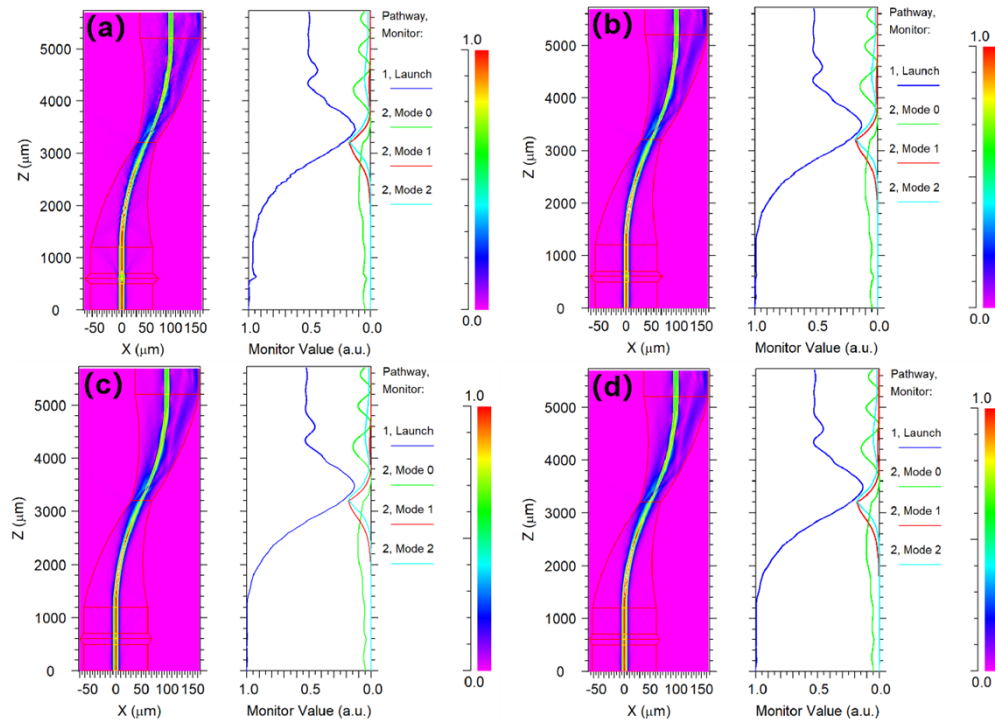 (a)
5000
4000
3000
2000
1000
0
Z (μm)
-50 0 50 100 150
X (μm)
1.0 0.5 0.0
Monitor Value (a.u.)
Pathway,
Monitor:
1, Launch
2, Mode 0
2, Mode 1
2, Mode 2
1.0
0.0
(b)
5000
4000
3000
2000
1000
0
Z (μm)
-50 0 50 100 150
X (μm)
1.0 0.5 0.0
Monitor Value (a.u.)
Pathway,
Monitor:
1, Launch
2, Mode 0
2, Mode 1
2, Mode 2
1.0
0.0
(c)
5000
4000
3000
2000
1000
0
Z (μm)
-50 0 50 100 150
X (μm)
1.0 0.5 0.0
Monitor Value (a.u.)
Pathway,
Monitor:
1, Launch
2, Mode 0
2, Mode 1
2, Mode 2
1.0
0.0
(d)
5000
4000
3000
2000
1000
0
Z (μm)
-50 0 50 100 150
X (μm)
1.0 0.5 0.0
Monitor Value (a.u.)
Pathway,
Monitor:
1, Launch
2, Mode 0
2, Mode 1
2, Mode 2
1.0
0.0